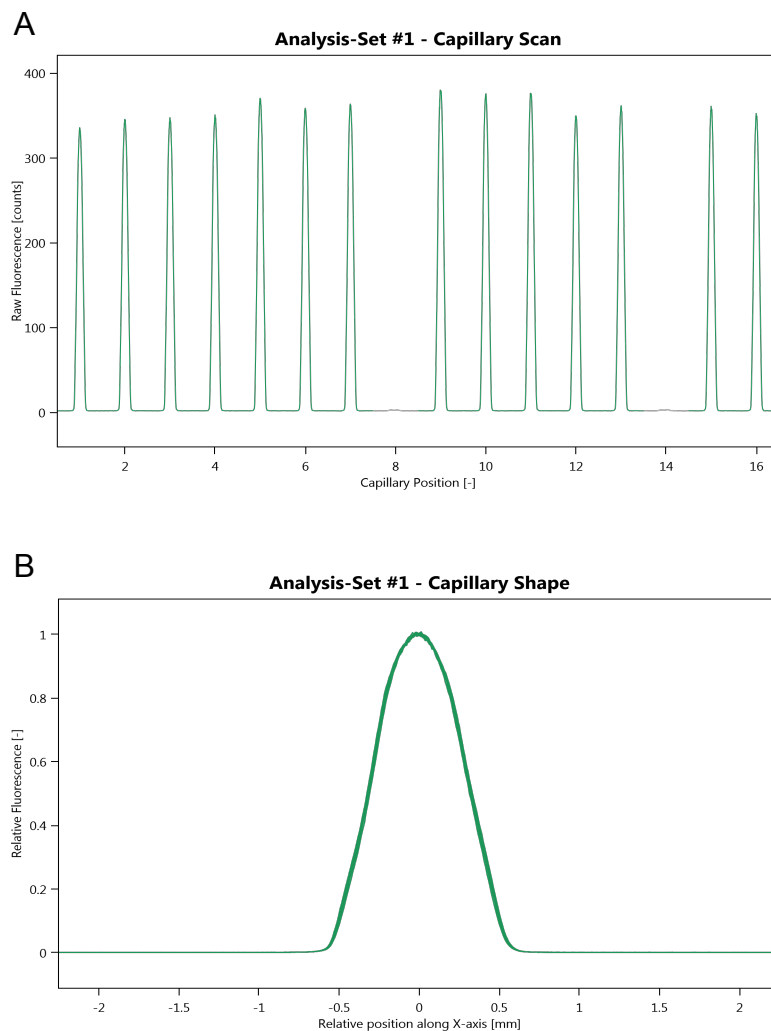 A
Analysis-Set #1 - Capillary Scan
Raw Fluorescence [counts]
400
300
200
100
0
2 4 6 8 10 12 14 16
Capillary Position [-]
B
Analysis-Set #1 - Capillary Shape
Relative Fluorescence [-]
1
0.8
0.6
0.4
0.2
0
-2 -1.5 -1 -0.5 0 0.5 1 1.5 2
Relative position along X-axis [mm]